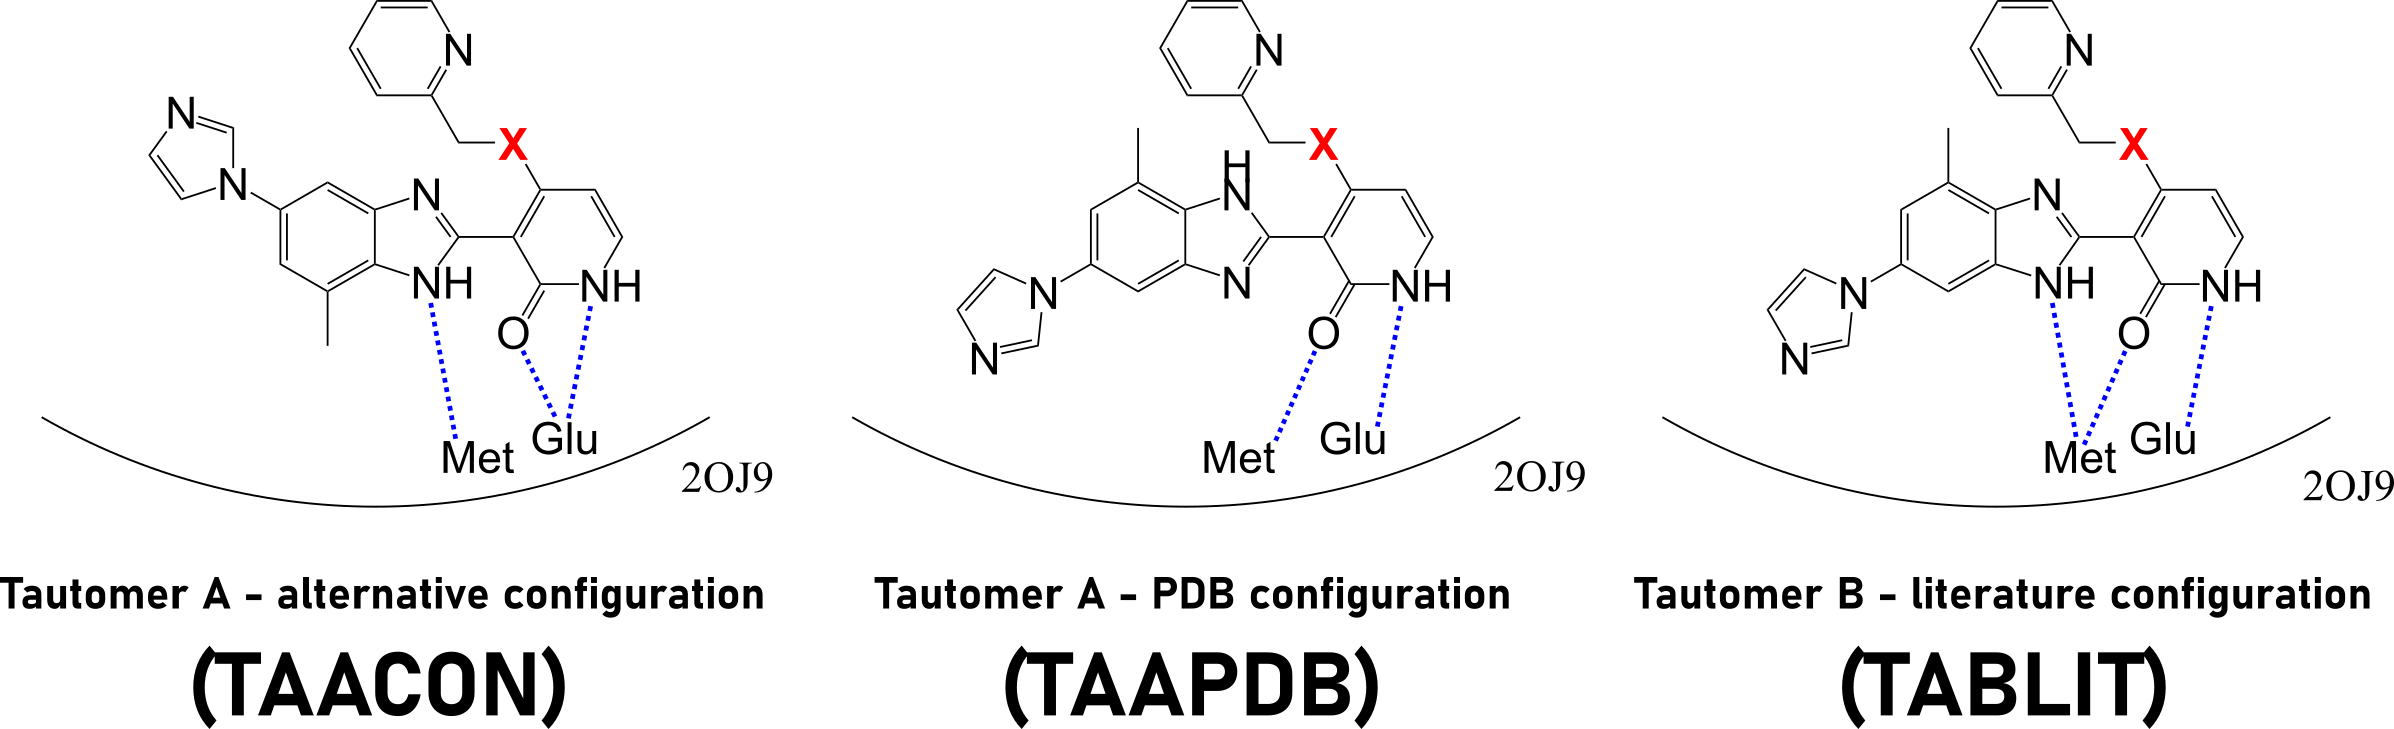 N
N
N
X
N
NH
O
NH
Met
Glu
2OJ9
Tautomer A - alternative configuration
(TAACON)
N
X
H
N
N
N
N
O
NH
Met
Glu
2OJ9
Tautomer A - PDB configuration
(TAAPDB)
N
X
N
NH
N
N
O
NH
Met
Glu
2OJ9
Tautomer B - literature configuration
(TABLIT)